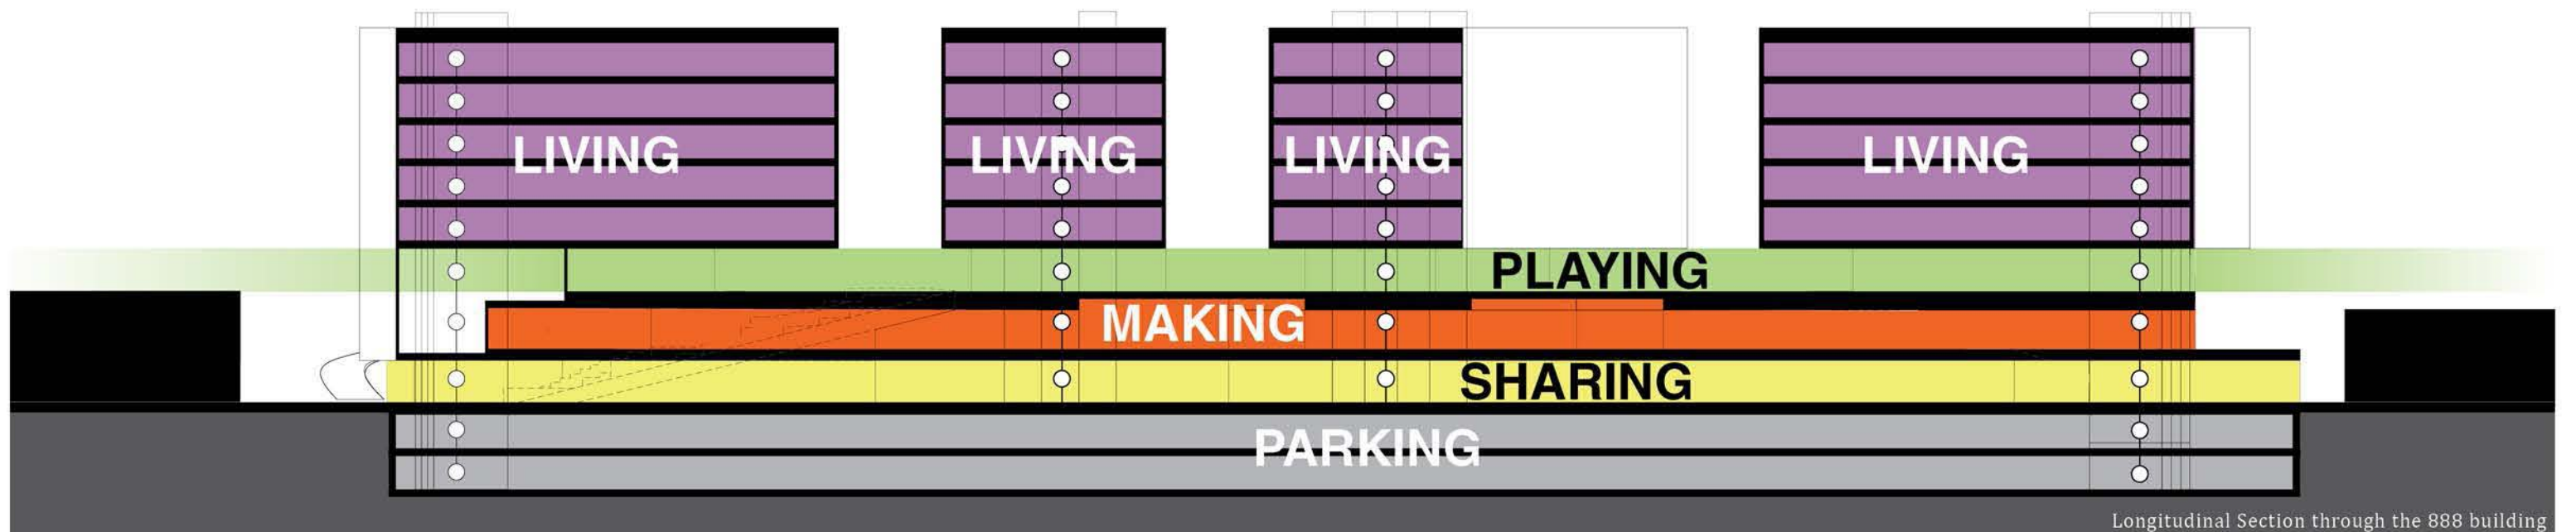 LIVING
LIVING
LIVING
LIVING
PLAYING
MAKING
SHARING
PARKING
Longitudinal Section through the 888 building